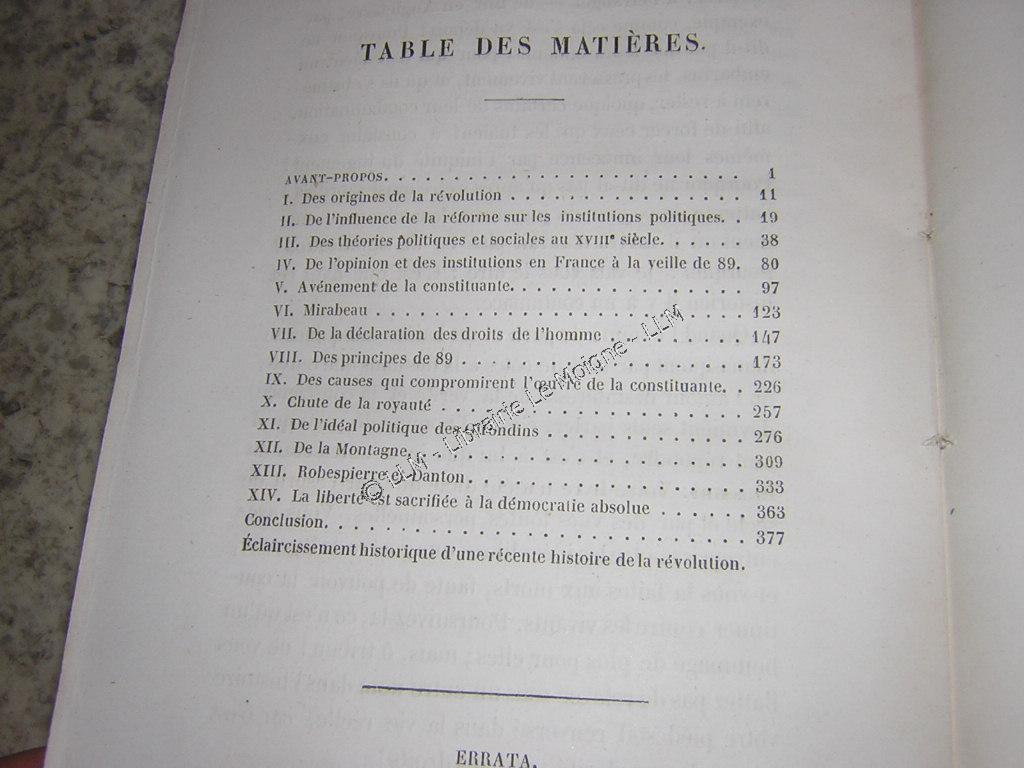 TABLE DES MATIÈRES.
AVANT-PROPOS. . . . . . . . . . . . . . . . . . . . . . . . . 1
I. Des origines de la révolution . . . . . . . . . . . . . . . . 11
II. De l'influence de la réforme sur les institutions politiques. . 19
III. Des théories politiques et sociales au XVIIIe siècle. . . . . . 38
IV. De l'opinion et des institutions en France à la veille de 89. 80
V. Avénement de la constituante. . . . . . . . . . . . . . . . 97
VI. Mirabeau . . . . . . . . . . . . . . . . . . . . . . . . . 123
VII. De la déclaration des droits de l'homme . . . . . . . . . . 147
VIII. Des principes de 89 . . . . . . . . . . . . . . . . . . . 173
IX. Des causes qui compromirent l'œuvre de la constituante. . 226
X. Chute de la royauté . . . . . . . . . . . . . . . . . . . . 257
XI. De l'idéal politique des Girondins . . . . . . . . . . . . . 276
XII. De la Montagne. . . . . . . . . . . . . . . . . . . . . . 309
XIII. Robespierre et Danton. . . . . . . . . . . . . . . . . . 333
XIV. La liberté est sacrifiée à la démocratie absolue . . . . . . 363
Conclusion. . . . . . . . . . . . . . . . . . . . . . . . . . 377
Éclaircissement historique d'une récente histoire de la révolution.
ERRATA.
© LLM - Librairie Le Moigne - LLM